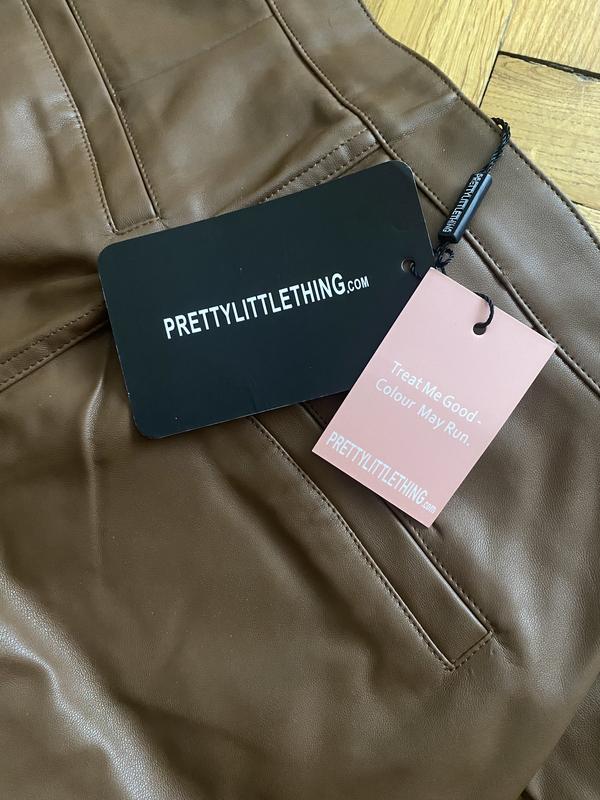 PRETTYLITTLETHING.COM
PRETTYLITTLETHING
Treat Me Good-
Colour May Run.
PRETTYLITTLETHING.com